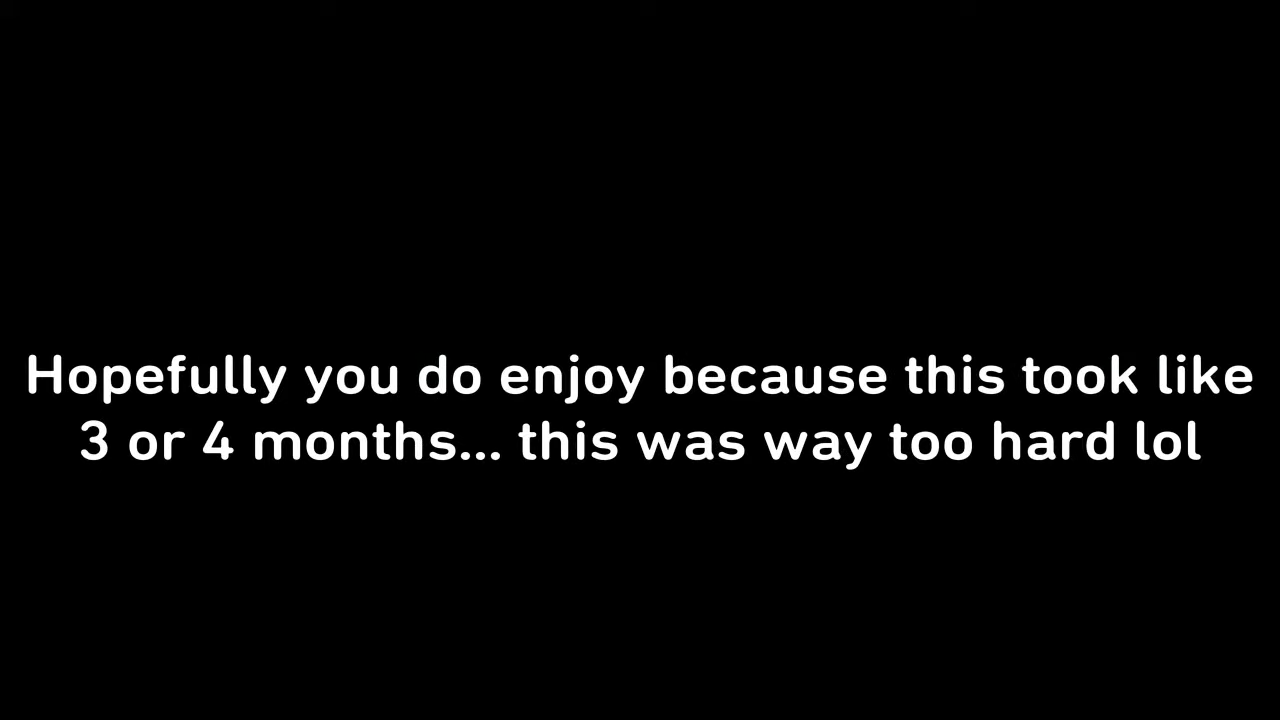 Hopefully you do enjoy because this took like
3 or 4 months... this was way too hard lol